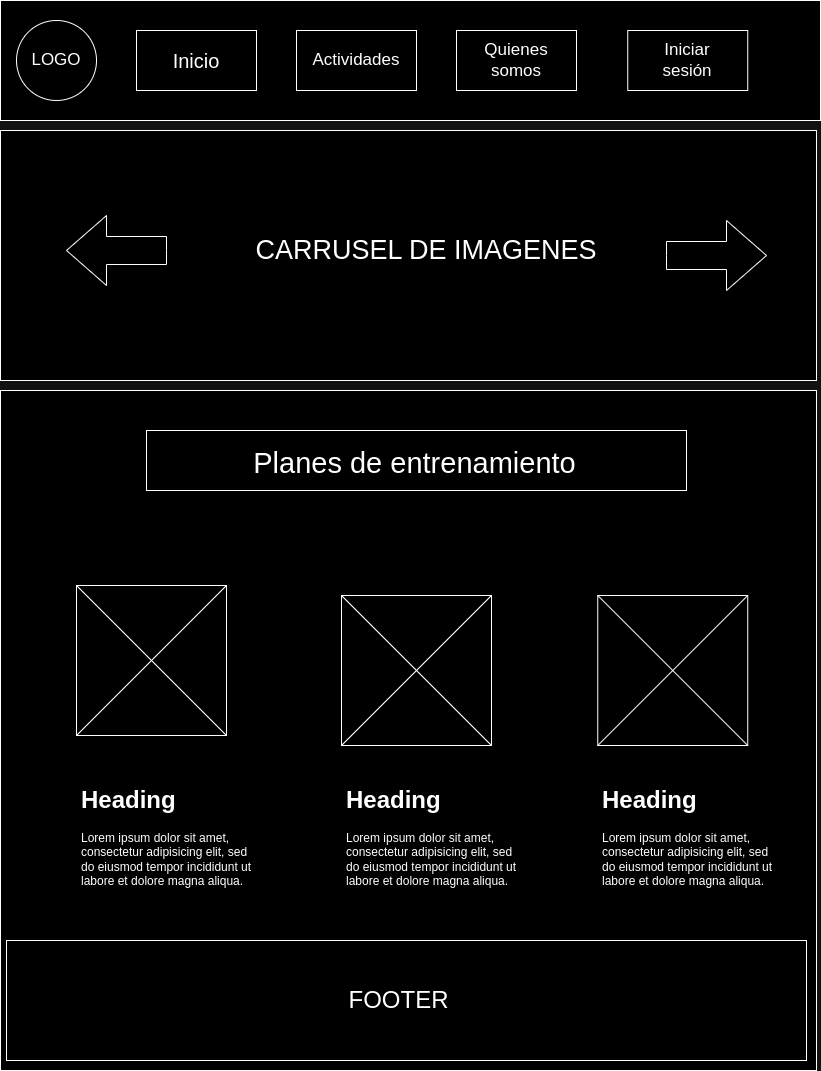 LOGO
Inicio
Actividades
Quienes
somos
Iniciar
sesión
CARRUSEL DE IMAGENES
Planes de entrenamiento
Heading
Lorem ipsum dolor sit amet,
consectetur adipisicing elit, sed
do eiusmod tempor incididunt ut
labore et dolore magna aliqua.
Heading
Lorem ipsum dolor sit amet,
consectetur adipisicing elit, sed
do eiusmod tempor incididunt ut
labore et dolore magna aliqua.
Heading
Lorem ipsum dolor sit amet,
consectetur adipisicing elit, sed
do eiusmod tempor incididunt ut
labore et dolore magna aliqua.
FOOTER